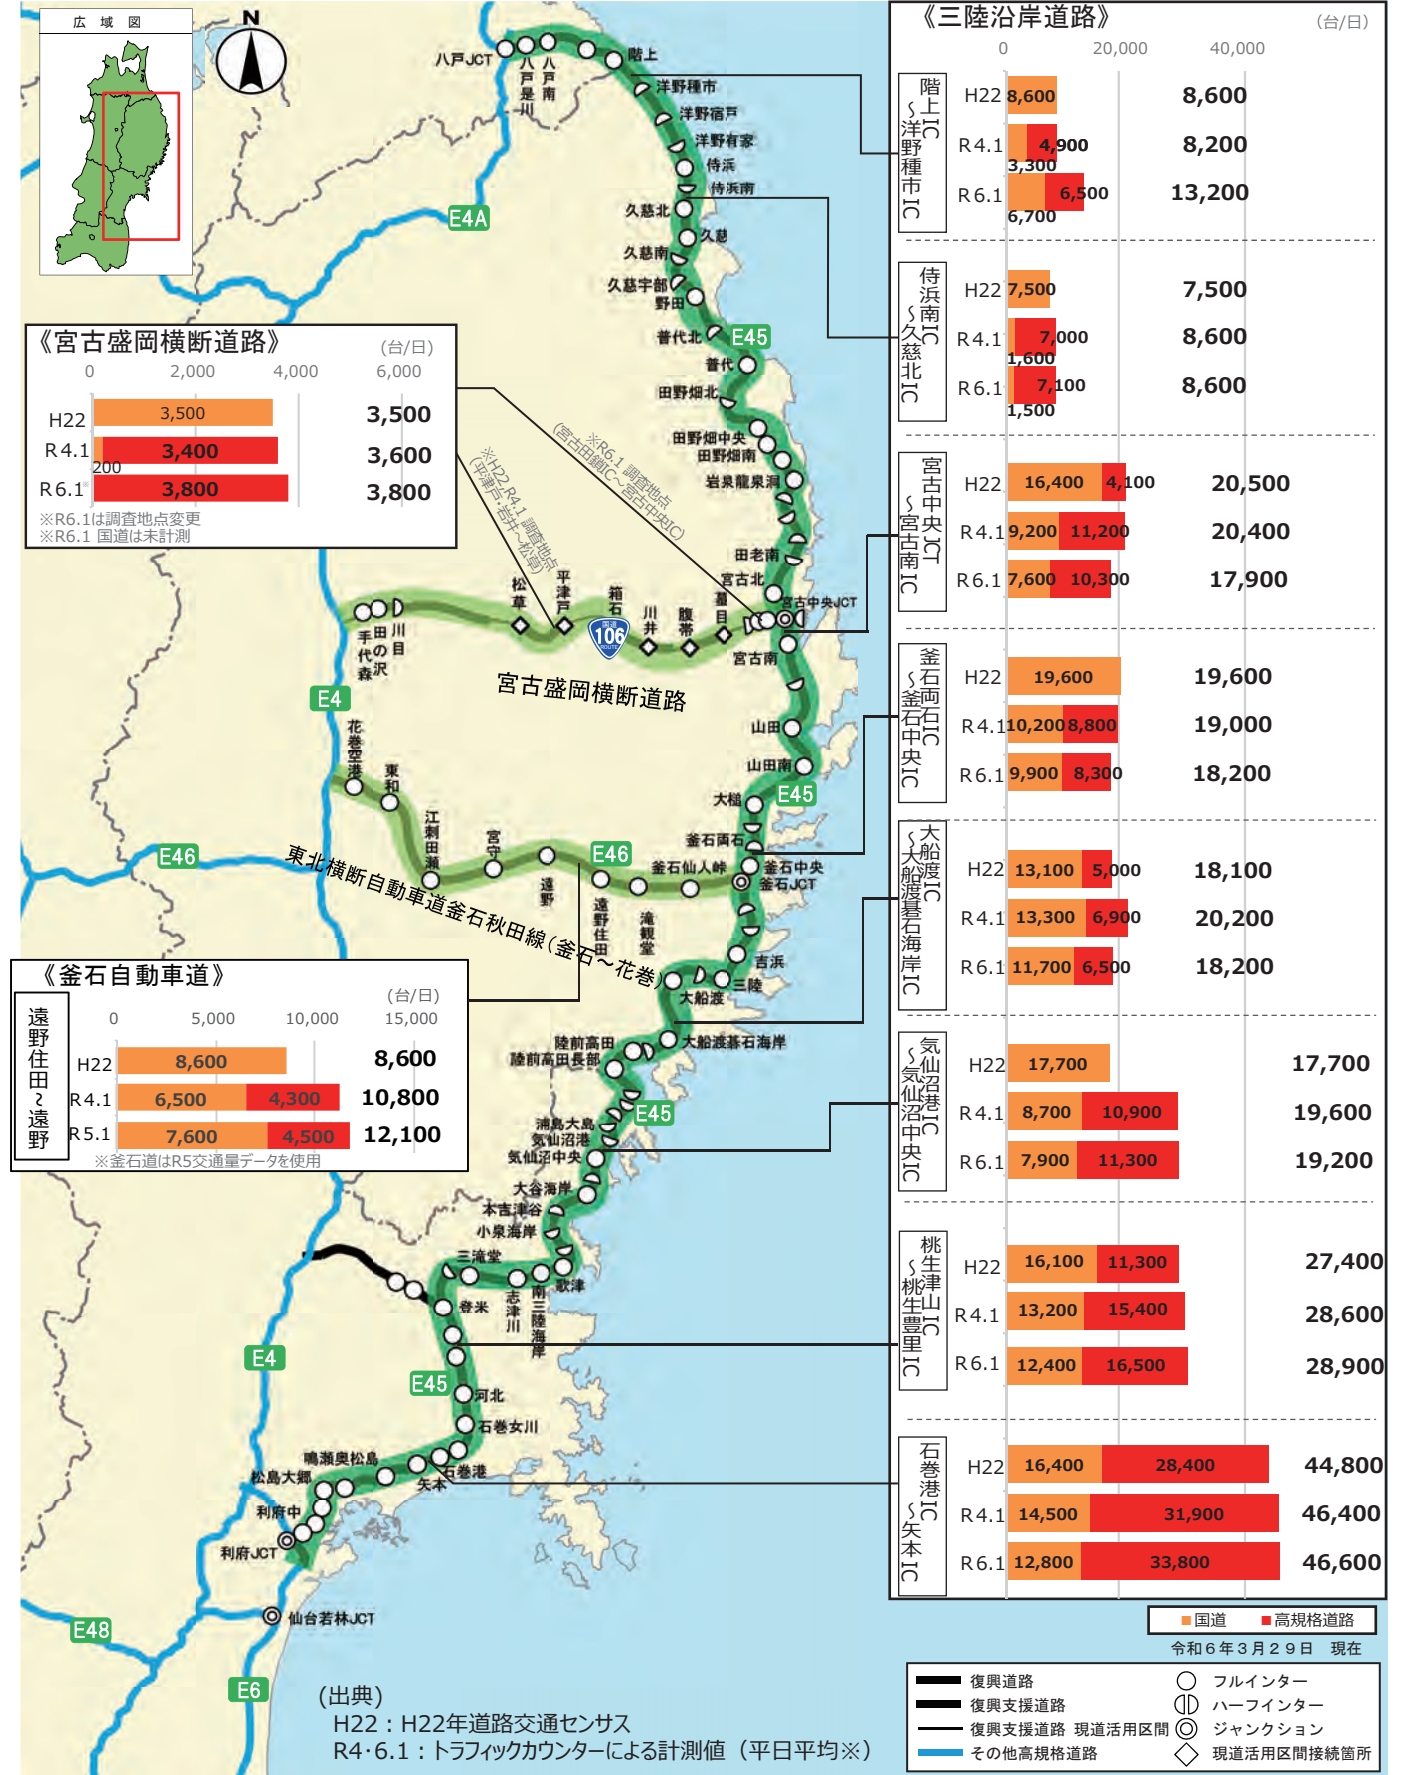 広域図
N
《三陸沿岸道路》
(台/日)
0 20,000 40,000
階上IC～洋野種市IC
H22 8,600 8,600
R4.1 3,300 4,900 8,200
R6.1 6,700 6,500 13,200
侍浜南IC～久慈北IC
H22 7,500 7,500
R4.1 1,600 7,000 8,600
R6.1 1,500 7,100 8,600
宮古中央JCT～宮古南IC
H22 16,400 4,100 20,500
R4.1 9,200 11,200 20,400
R6.1 7,600 10,300 17,900
釜石両石IC～釜石中央IC
H22 19,600 19,600
R4.1 10,200 8,800 19,000
R6.1 9,900 8,300 18,200
大船渡IC～大船渡碁石海岸IC
H22 13,100 5,000 18,100
R4.1 13,300 6,900 20,200
R6.1 11,700 6,500 18,200
気仙沼港IC～気仙沼中央IC
H22 17,700 17,700
R4.1 8,700 10,900 19,600
R6.1 7,900 11,300 19,200
桃生津山IC～桃生豊里IC
H22 16,100 11,300 27,400
R4.1 13,200 15,400 28,600
R6.1 12,400 16,500 28,900
石巻港IC～矢本IC
H22 16,400 28,400 44,800
R4.1 14,500 31,900 46,400
R6.1 12,800 33,800 46,600
国道 高規格道路
令和6年3月29日 現在
《宮古盛岡横断道路》
(台/日)
0 2,000 4,000 6,000
H22 3,500 3,500
R4.1 200 3,400 3,600
R6.1※ 3,800 3,800
※R6.1は調査地点変更
※R6.1 国道は未計測
《釜石自動車道》
(台/日)
遠野住田～遠野
0 5,000 10,000 15,000
H22 8,600 8,600
R4.1 6,500 4,300 10,800
R5.1 7,600 4,500 12,100
※釜石道はR5交通量データを使用
八戸JCT
八戸是川
八戸南
階上
洋野種市
洋野宿戸
洋野有家
侍浜
侍浜南
久慈北
久慈
久慈南
久慈宇部
野田
普代北
E45
普代
田野畑北
田野畑中央
田野畑南
岩泉龍泉洞
田老南
宮古北
宮古中央JCT
宮古南
E4A
※R6.1 調査地点
(宮古田鎖IC～宮古中央IC)
※H22,R4.1 調査地点
(平津戸・岩井～松草)
手代森
田の沢
川目
松草
平津戸
箱石
川井
腹帯
蟇目
国道
106
ROUTE
宮古盛岡横断道路
E4
山田
山田南
E45
大槌
釜石両石
釜石中央
釜石JCT
花巻空港
東和
江刺田瀬
宮守
遠野
E46
遠野住田
滝観堂
釜石仙人峠
E46
東北横断自動車道釜石秋田線(釜石～花巻)
吉浜
三陸
大船渡
大船渡碁石海岸
陸前高田
陸前高田長部
E45
浦島大島
気仙沼港
気仙沼中央
大谷海岸
本吉津谷
小泉海岸
歌津
南三陸海岸
志津川
三滝堂
登米
E4
E45
河北
石巻女川
石巻港
矢本
鳴瀬奥松島
松島大郷
利府中
利府JCT
仙台若林JCT
E48
E6
(出典)
H22：H22年道路交通センサス
R4･6.1：トラフィックカウンターによる計測値（平日平均※）
復興道路
復興支援道路
復興支援道路 現道活用区間
その他高規格道路
フルインター
ハーフインター
ジャンクション
現道活用区間接続箇所